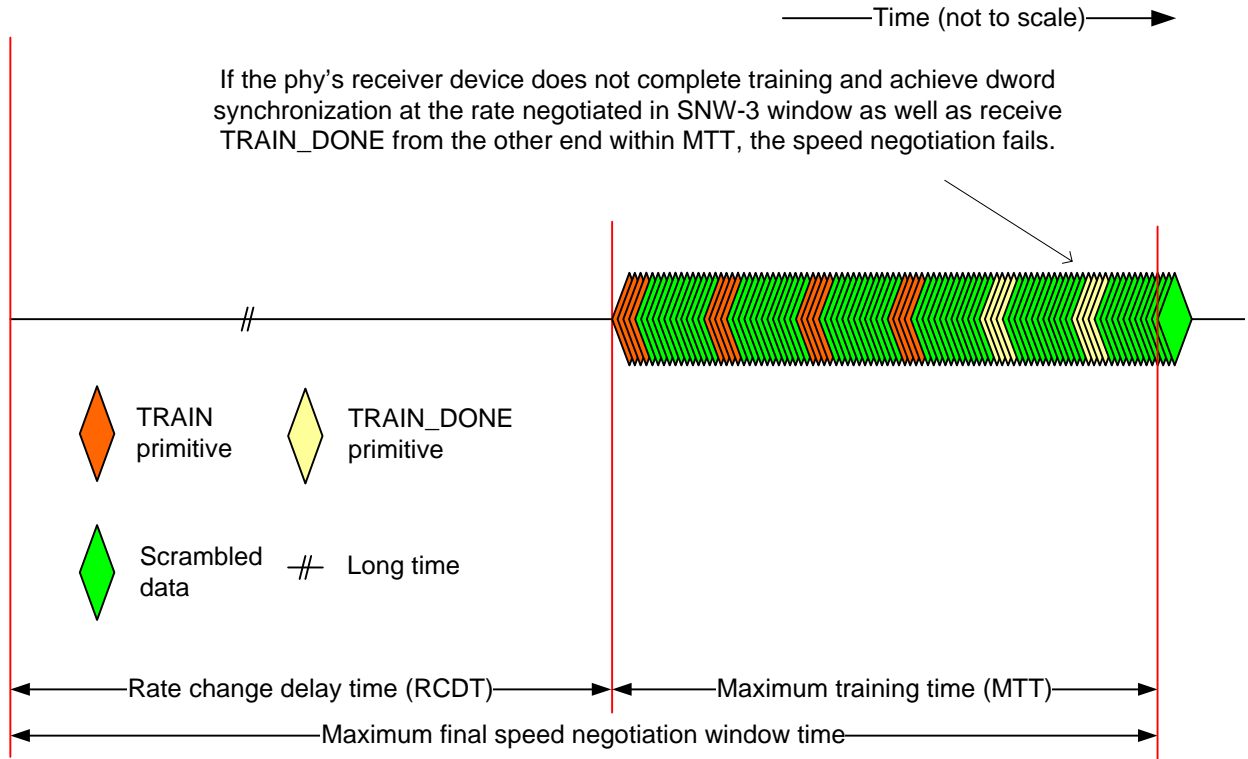 Time (not to scale)
If the phy's receiver device does not complete training and achieve dword
synchronization at the rate negotiated in SNW-3 window as well as receive
TRAIN_DONE from the other end within MTT, the speed negotiation fails.
TRAIN
primitive
TRAIN_DONE
primitive
Scrambled
data
Long time
Rate change delay time (RCDT)
Maximum training time (MTT)
Maximum final speed negotiation window time